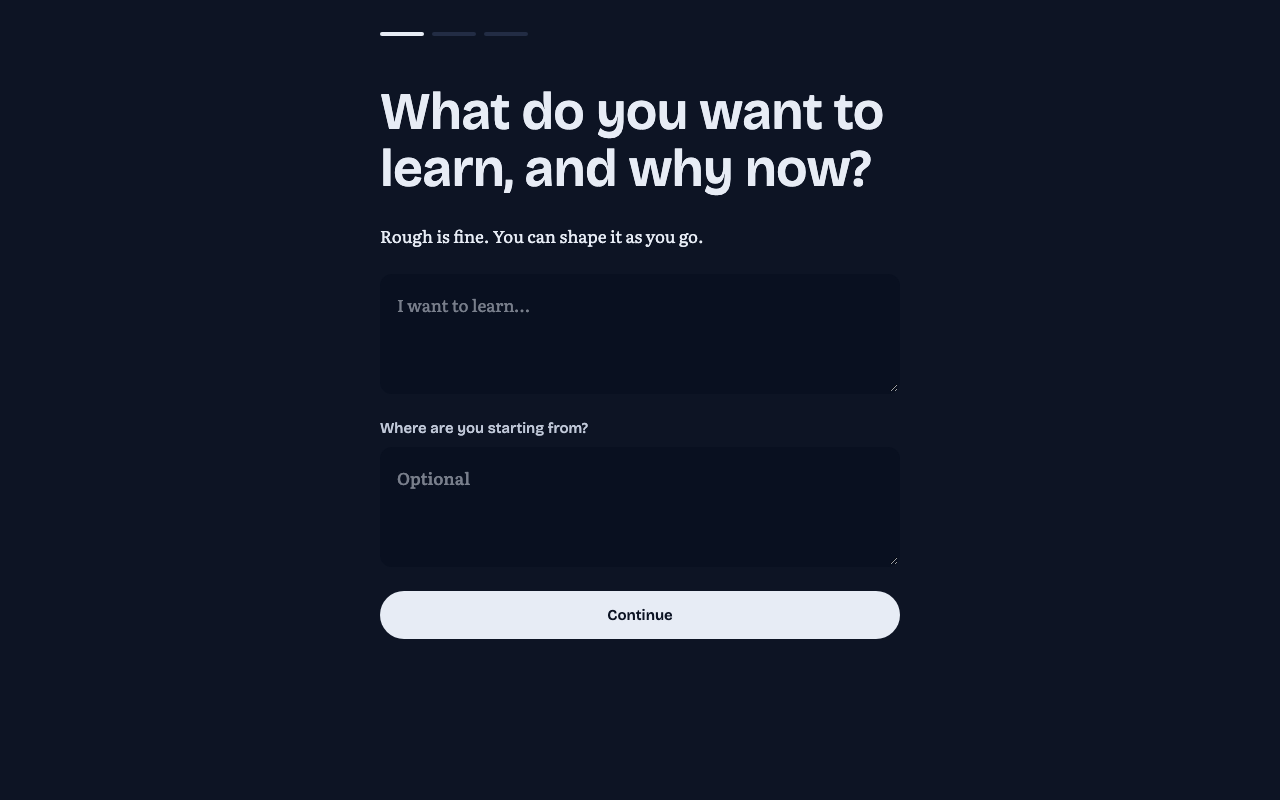 What do you want to
learn, and why now?
Rough is fine. You can shape it as you go.
I want to learn...
Where are you starting from?
Optional
Continue